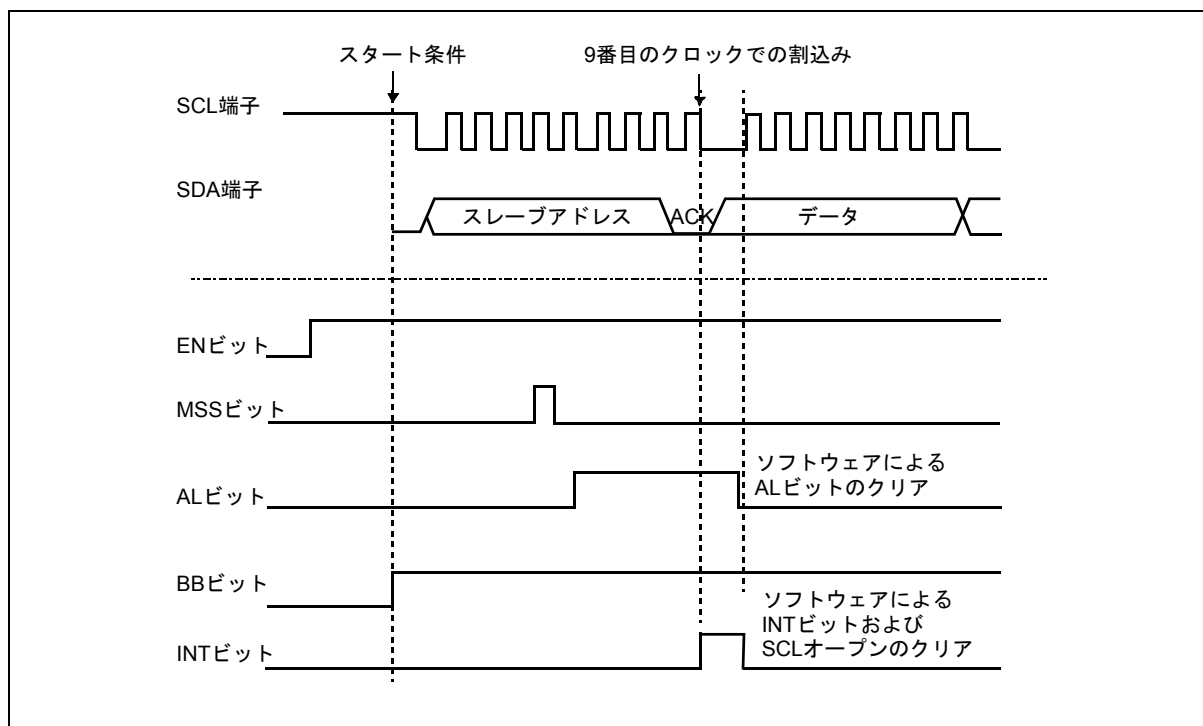 スタート条件
9番目のクロックでの割込み
SCL端子
SDA端子
スレーブアドレス
ACK
データ
ENビット
MSSビット
ALビット
ソフトウェアによる
ALビットのクリア
BBビット
ソフトウェアによる
INTビットおよび
SCLオープンのクリア
INTビット